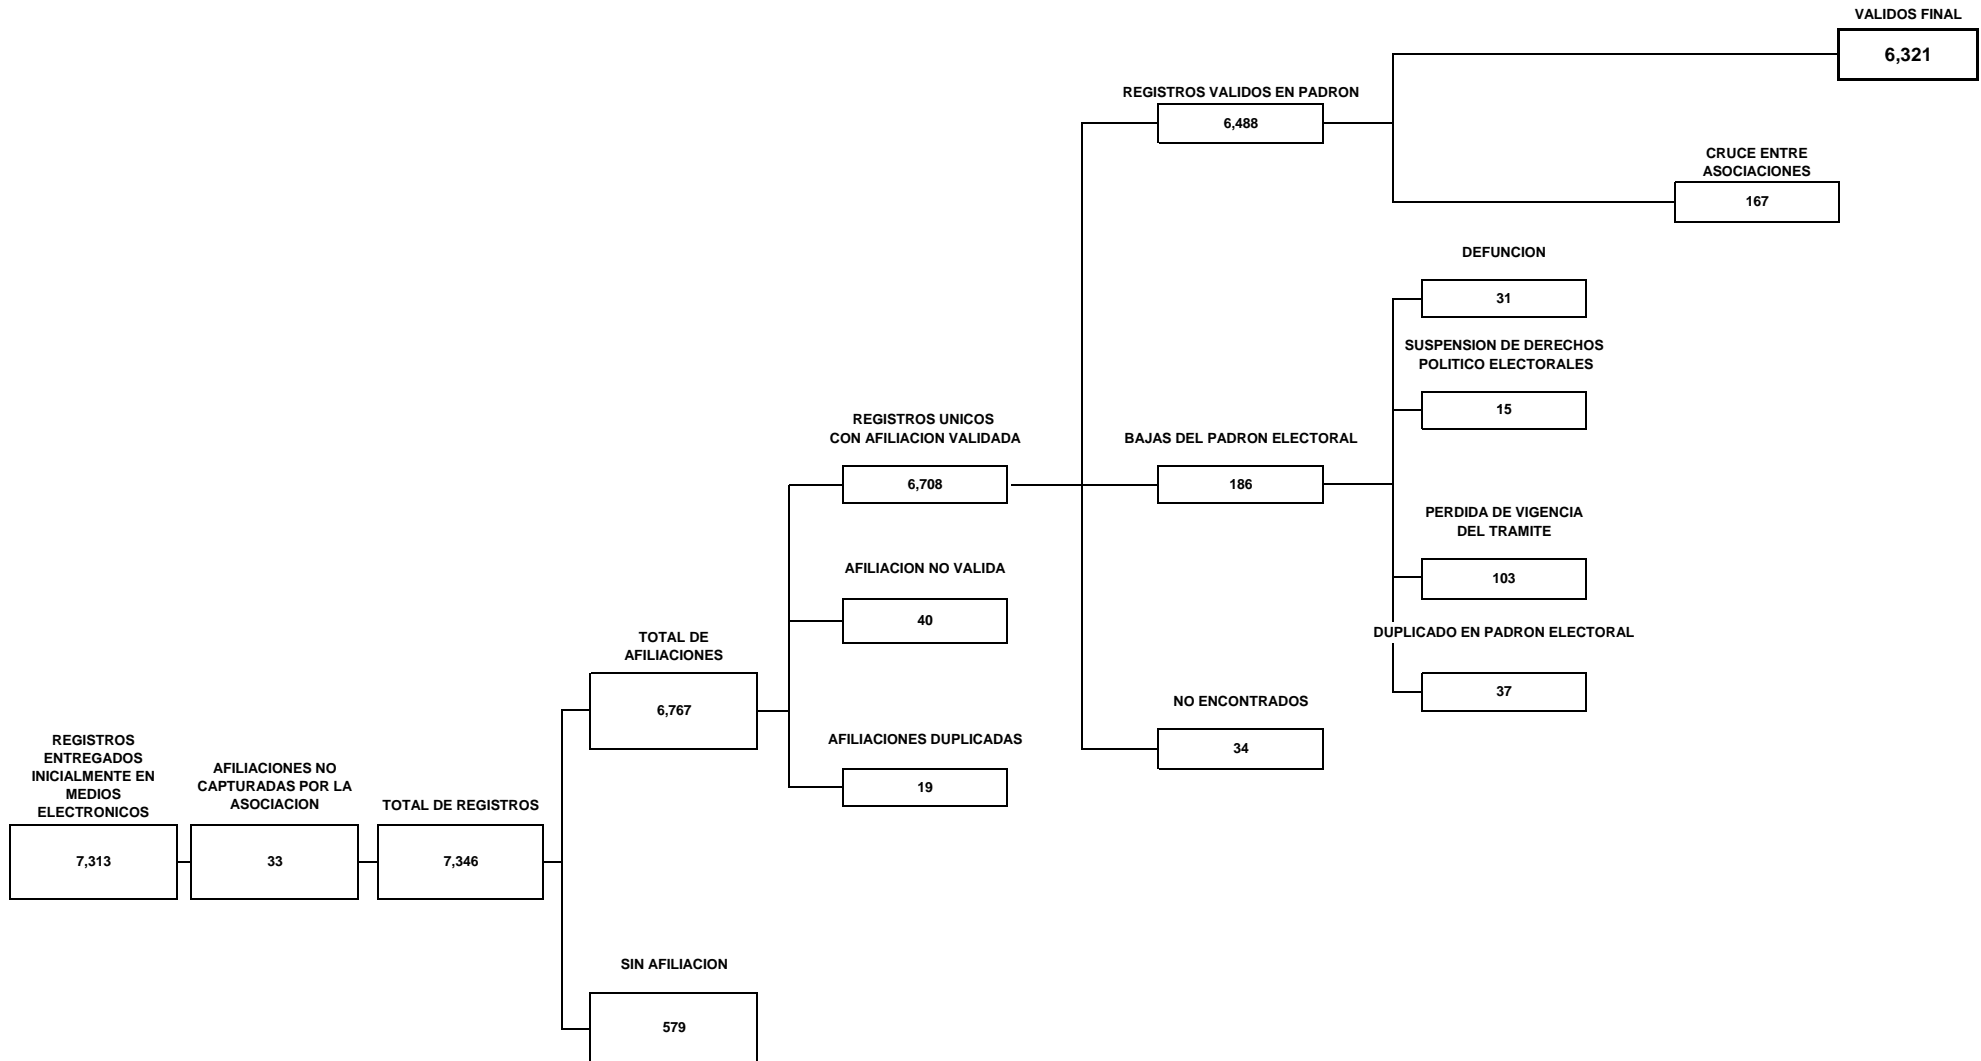 VALIDOS FINAL
6,321
REGISTROS VALIDOS EN PADRON
6,488
CRUCE ENTRE
ASOCIACIONES
167
DEFUNCION
31
SUSPENSION DE DERECHOS
POLITICO ELECTORALES
15
REGISTROS UNICOS
CON AFILIACION VALIDADA
6,708
BAJAS DEL PADRON ELECTORAL
186
PERDIDA DE VIGENCIA
DEL TRAMITE
103
AFILIACION NO VALIDA
40
DUPLICADO EN PADRON ELECTORAL
37
TOTAL DE
AFILIACIONES
6,767
NO ENCONTRADOS
34
AFILIACIONES DUPLICADAS
19
REGISTROS
ENTREGADOS
INICIALMENTE EN
MEDIOS
ELECTRONICOS
7,313
AFILIACIONES NO
CAPTURADAS POR LA
ASOCIACION
33
TOTAL DE REGISTROS
7,346
SIN AFILIACION
579